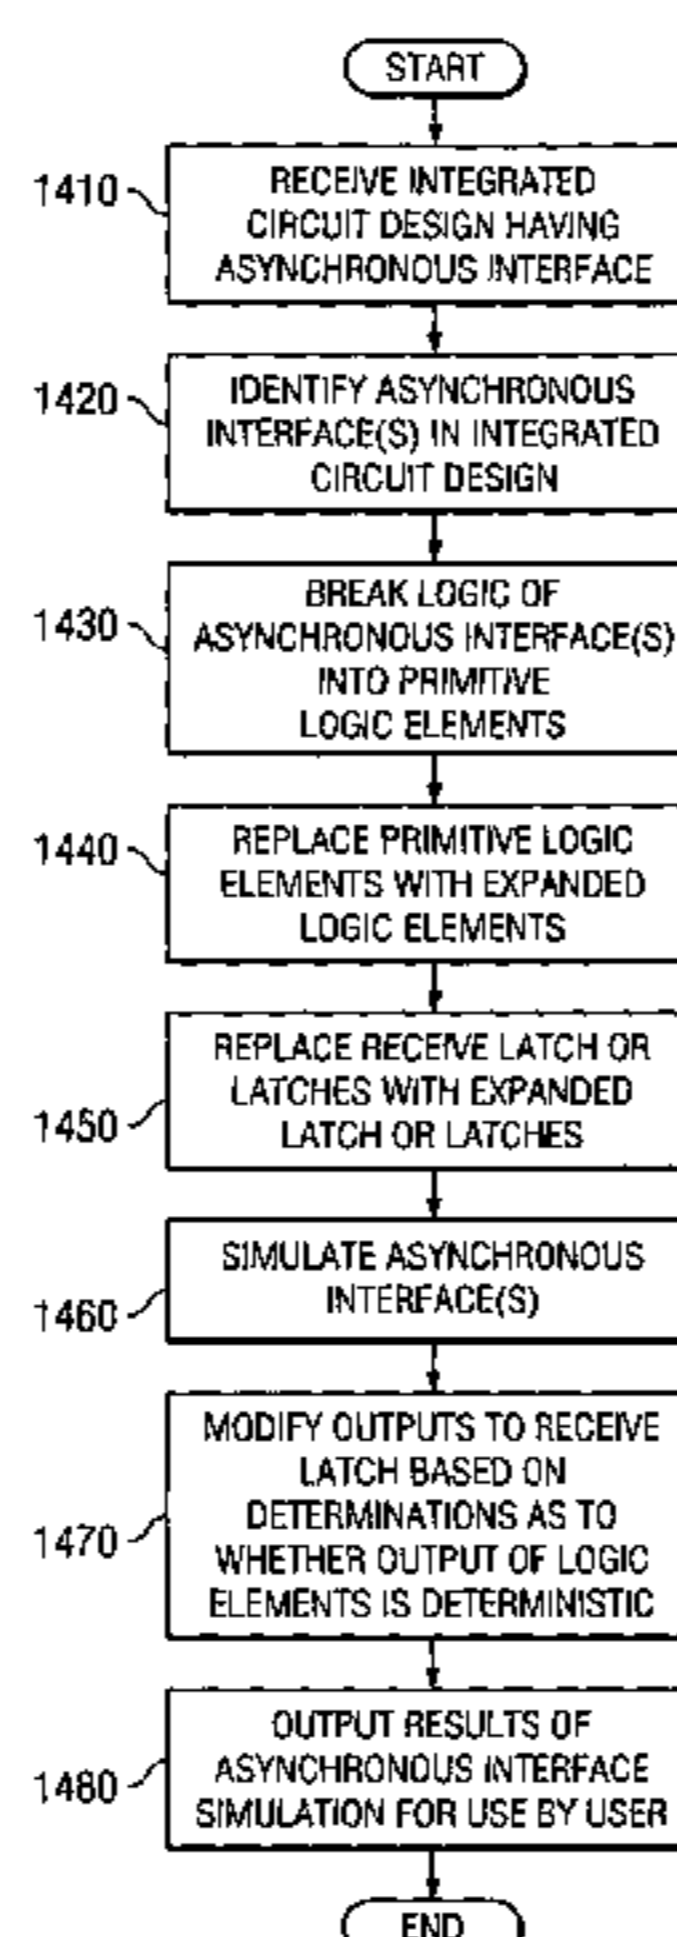 START
1410
RECEIVE INTEGRATED
CIRCUIT DESIGN HAVING
ASYNCHRONOUS INTERFACE
1420
IDENTIFY ASYNCHRONOUS
INTERFACE(S) IN INTEGRATED
CIRCUIT DESIGN
1430
BREAK LOGIC OF
ASYNCHRONOUS INTERFACE(S)
INTO PRIMITIVE
LOGIC ELEMENTS
1440
REPLACE PRIMITIVE LOGIC
ELEMENTS WITH EXPANDED
LOGIC ELEMENTS
1450
REPLACE RECEIVE LATCH OR
LATCHES WITH EXPANDED
LATCH OR LATCHES
1460
SIMULATE ASYNCHRONOUS
INTERFACE(S)
1470
MODIFY OUTPUTS TO RECEIVE
LATCH BASED ON
DETERMINATIONS AS TO
WHETHER OUTPUT OF LOGIC
ELEMENTS IS DETERMINISTIC
1480
OUTPUT RESULTS OF
ASYNCHRONOUS INTERFACE
SIMULATION FOR USE BY USER
END